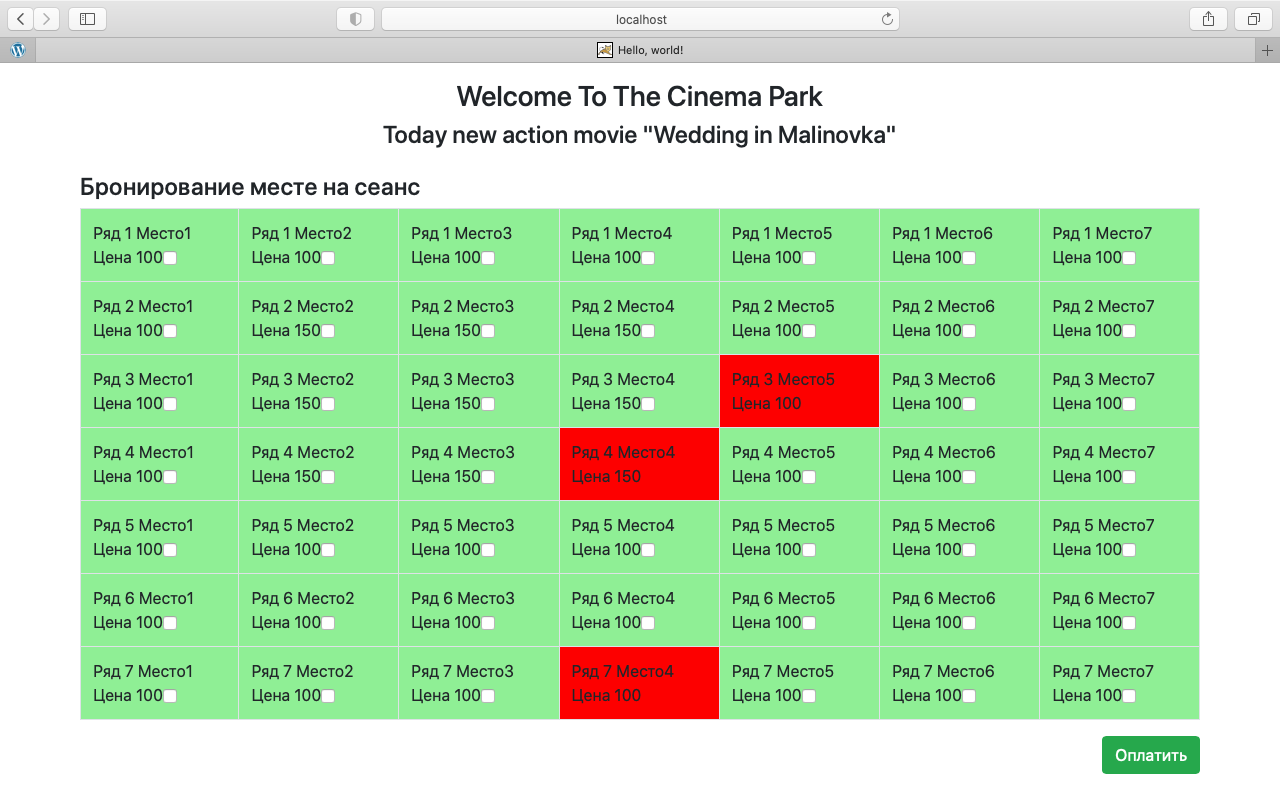 localhost
Hello, world!
Welcome To The Cinema Park
Today new action movie "Wedding in Malinovka"
Бронирование месте на сеанс
Ряд 1 Место1 Ряд 1 Место2 Ряд 1 Место3 Ряд 1 Место4 Ряд 1 Место5 Ряд 1 Место6 Ряд 1 Место7
Цена 100 Цена 100 Цена 100 Цена 100 Цена 100 Цена 100 Цена 100
Ряд 2 Место1 Ряд 2 Место2 Ряд 2 Место3 Ряд 2 Место4 Ряд 2 Место5 Ряд 2 Место6 Ряд 2 Место7
Цена 100 Цена 150 Цена 150 Цена 150 Цена 100 Цена 100 Цена 100
Ряд 3 Место1 Ряд 3 Место2 Ряд 3 Место3 Ряд 3 Место4 Ряд 3 Место5 Ряд 3 Место6 Ряд 3 Место7
Цена 100 Цена 150 Цена 150 Цена 150 Цена 100 Цена 100 Цена 100
Ряд 4 Место1 Ряд 4 Место2 Ряд 4 Место3 Ряд 4 Место4 Ряд 4 Место5 Ряд 4 Место6 Ряд 4 Место7
Цена 100 Цена 150 Цена 150 Цена 150 Цена 100 Цена 100 Цена 100
Ряд 5 Место1 Ряд 5 Место2 Ряд 5 Место3 Ряд 5 Место4 Ряд 5 Место5 Ряд 5 Место6 Ряд 5 Место7
Цена 100 Цена 100 Цена 100 Цена 100 Цена 100 Цена 100 Цена 100
Ряд 6 Место1 Ряд 6 Место2 Ряд 6 Место3 Ряд 6 Место4 Ряд 6 Место5 Ряд 6 Место6 Ряд 6 Место7
Цена 100 Цена 100 Цена 100 Цена 100 Цена 100 Цена 100 Цена 100
Ряд 7 Место1 Ряд 7 Место2 Ряд 7 Место3 Ряд 7 Место4 Ряд 7 Место5 Ряд 7 Место6 Ряд 7 Место7
Цена 100 Цена 100 Цена 100 Цена 100 Цена 100 Цена 100 Цена 100
Оплатить